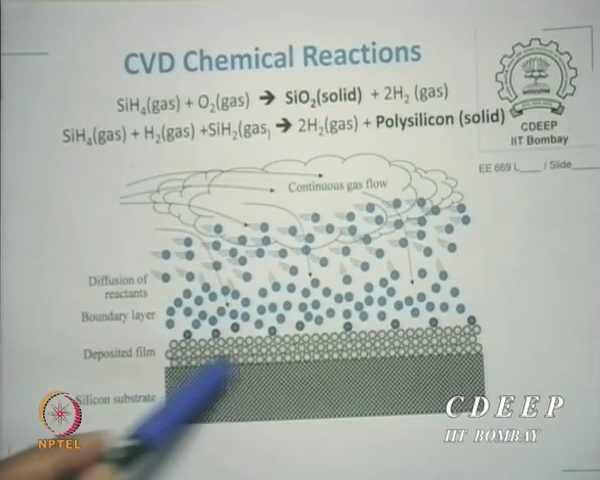 CVD Chemical Reactions
SiH4(gas) + O2(gas) → SiO2(solid) + 2H2 (gas)
SiH4(gas) + H2(gas) +SiH2(gas) → 2H2(gas) + Polysilicon (solid)
CDEEP
IIT Bombay
EE 669 L____ / Slide____
Continuous gas flow
Diffusion of
reactants
Boundary layer
Deposited film
Silicon substrate
NPTEL
CDEEP
IIT BOMBAY